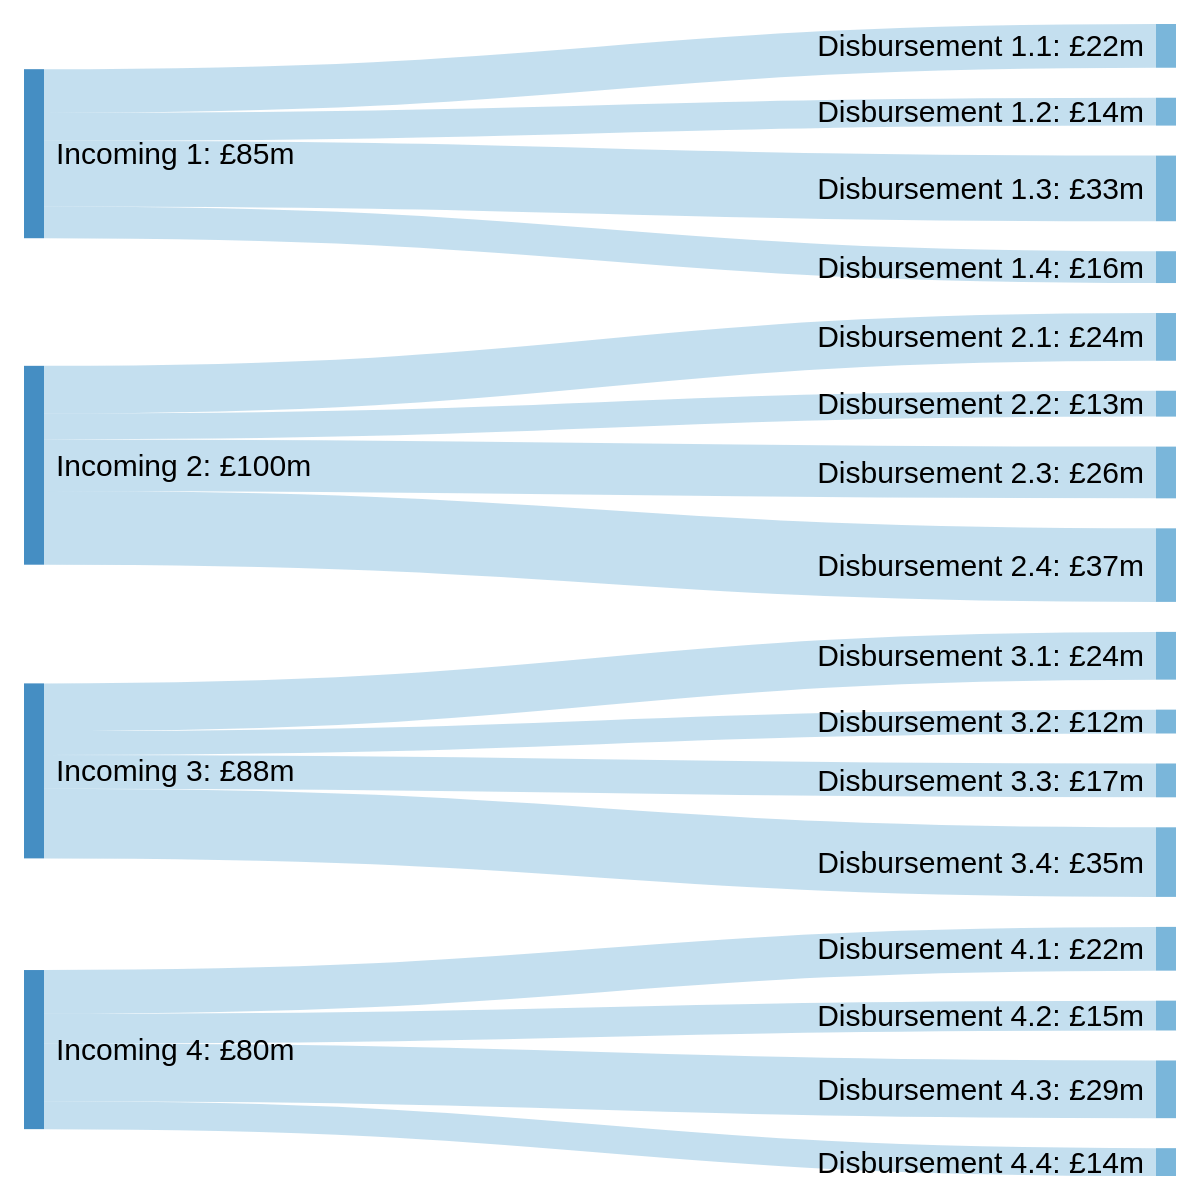 Incoming 1: £85m
Disbursement 1.1: £22m
Disbursement 1.2: £14m
Disbursement 1.3: £33m
Disbursement 1.4: £16m
Incoming 2: £100m
Disbursement 2.1: £24m
Disbursement 2.2: £13m
Disbursement 2.3: £26m
Disbursement 2.4: £37m
Incoming 3: £88m
Disbursement 3.1: £24m
Disbursement 3.2: £12m
Disbursement 3.3: £17m
Disbursement 3.4: £35m
Incoming 4: £80m
Disbursement 4.1: £22m
Disbursement 4.2: £15m
Disbursement 4.3: £29m
Disbursement 4.4: £14m